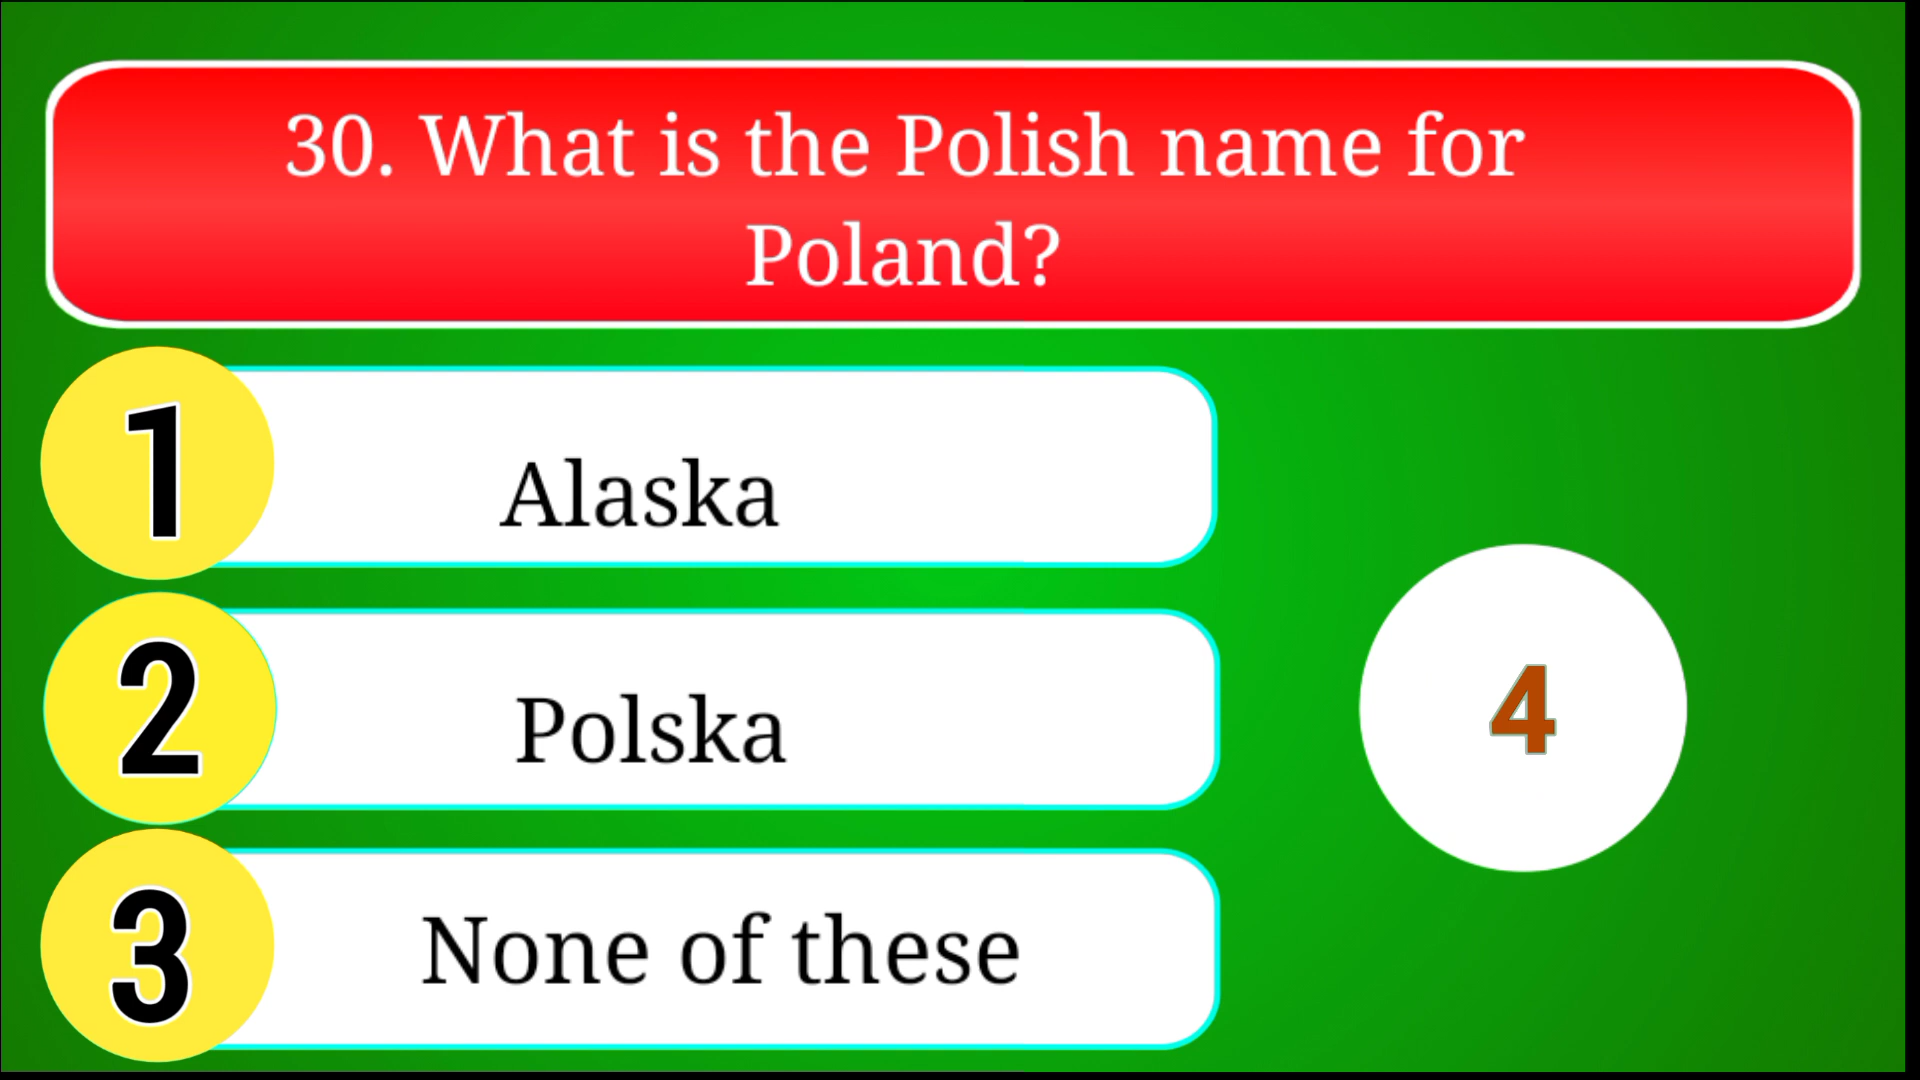 30. What is the Polish name for
Poland?
1
Alaska
2
Polska
4
3
None of these